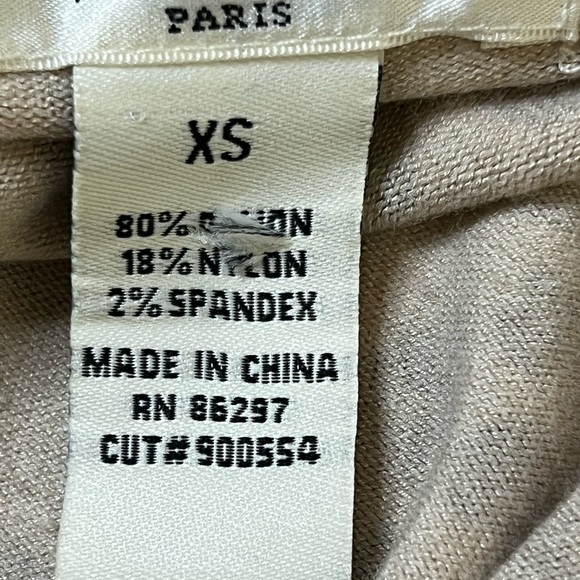 PARIS
XS
80%
18% NYLON
2% SPANDEX
MADE IN CHINA
RN 86297
CUT# 900554